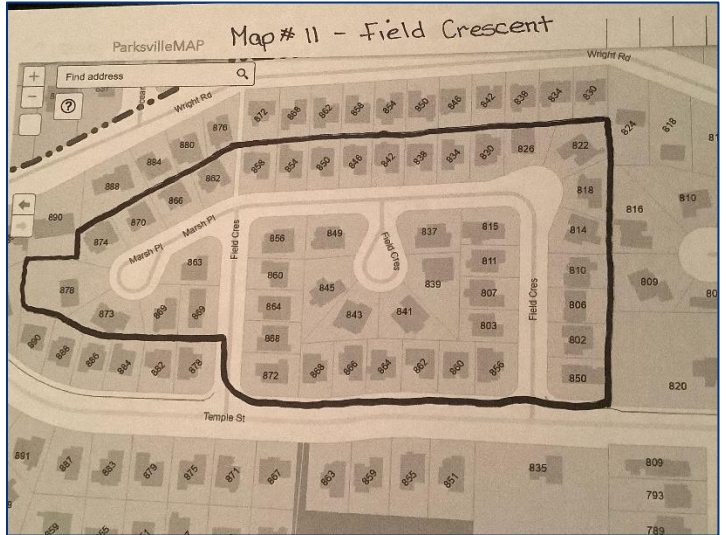 ParksvilleMAP
Map # 11 - Field Crescent
+
Find address
−
?
Wright Rd
Wright Rd
872 868 862 858 854 850 846 842 838 834 830
876
880
884
888
890
824 818
858 854 850 846 842 838 834 830 826 822
862
866
870
874
818
816 810
Marsh Pl
Marsh Pl
Field Cres
856 849 837 815
814
Field Cres
863
811
860 839
810
809
878
845
807
Field Cres
864
806
873 869 869
843 841 803
868
802
890 888 886 884 882 878
872 868 866 864 862 860 856
850
820
Temple St
891 887 883 879 875 871 867 863 859 855 851 835 809
793
859
789